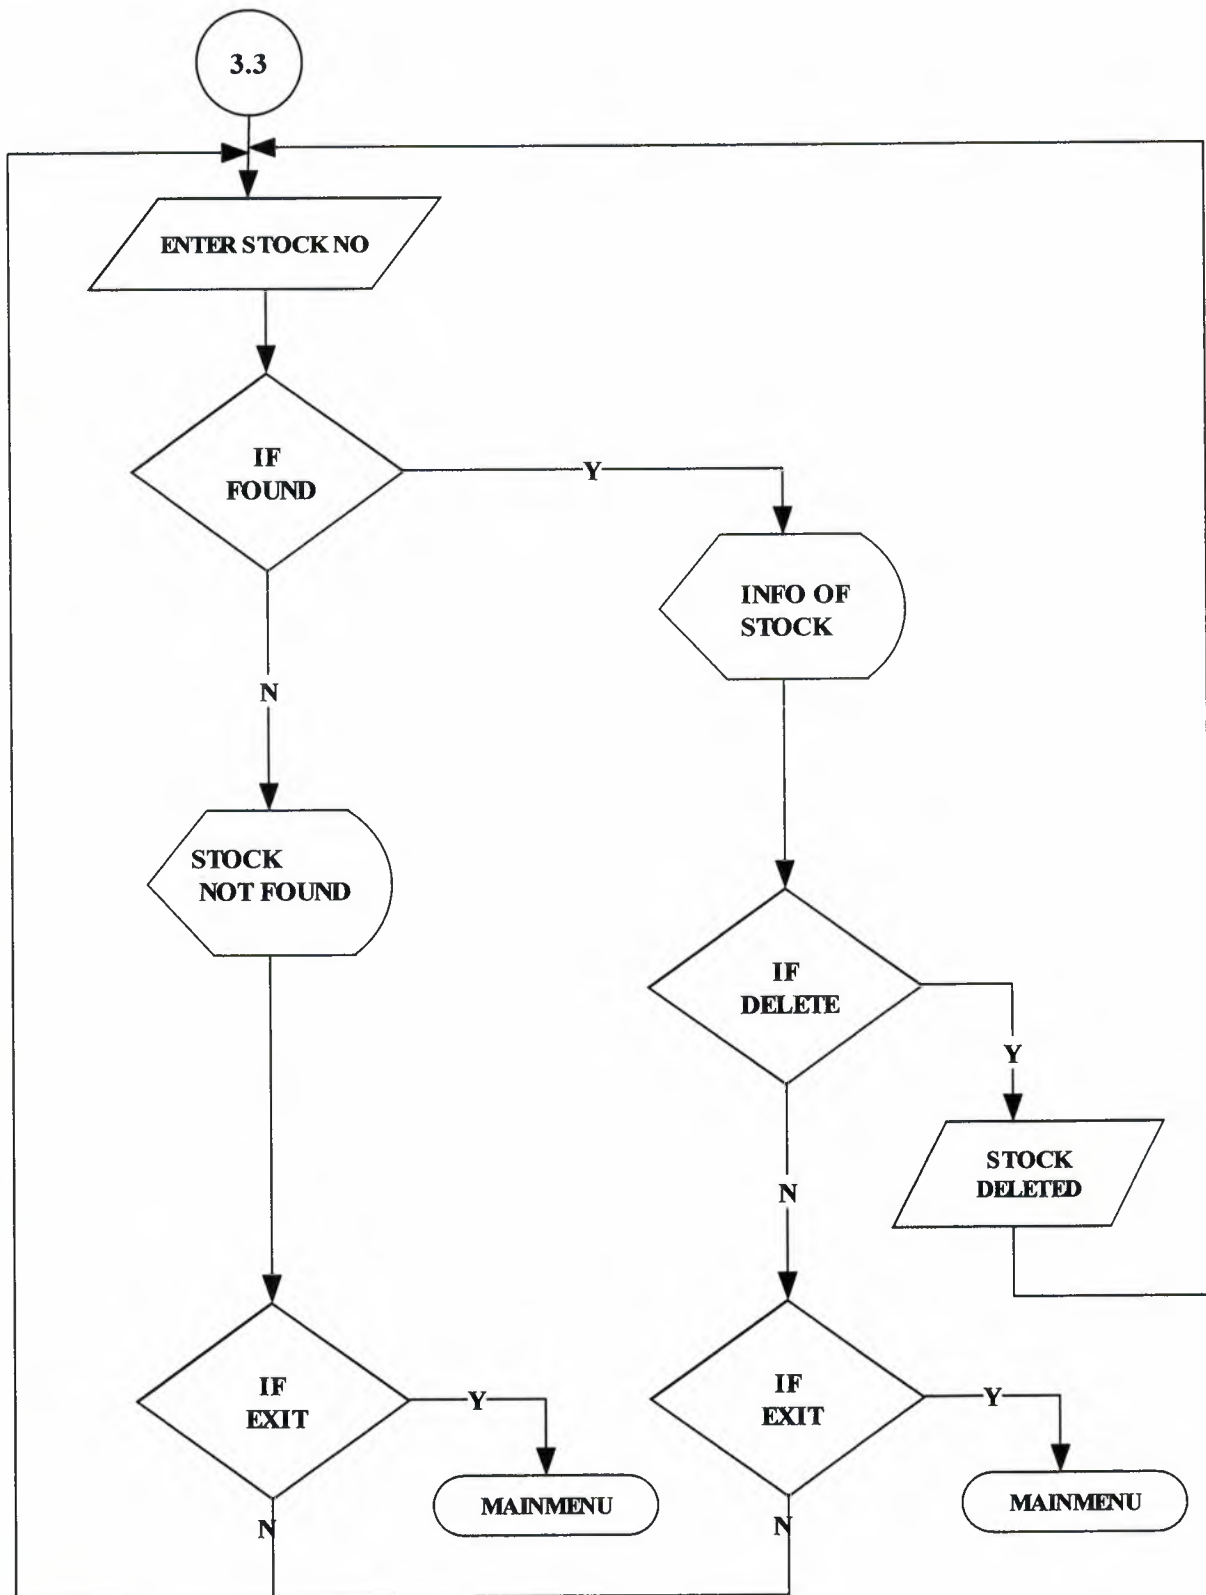 3.3
ENTER STOCK NO
IF
FOUND
Y
INFO OF
STOCK
N
STOCK
NOT FOUND
IF
DELETE
Y
STOCK
DELETED
N
IF
EXIT
Y
MAINMENU
N
IF
EXIT
Y
MAINMENU
N